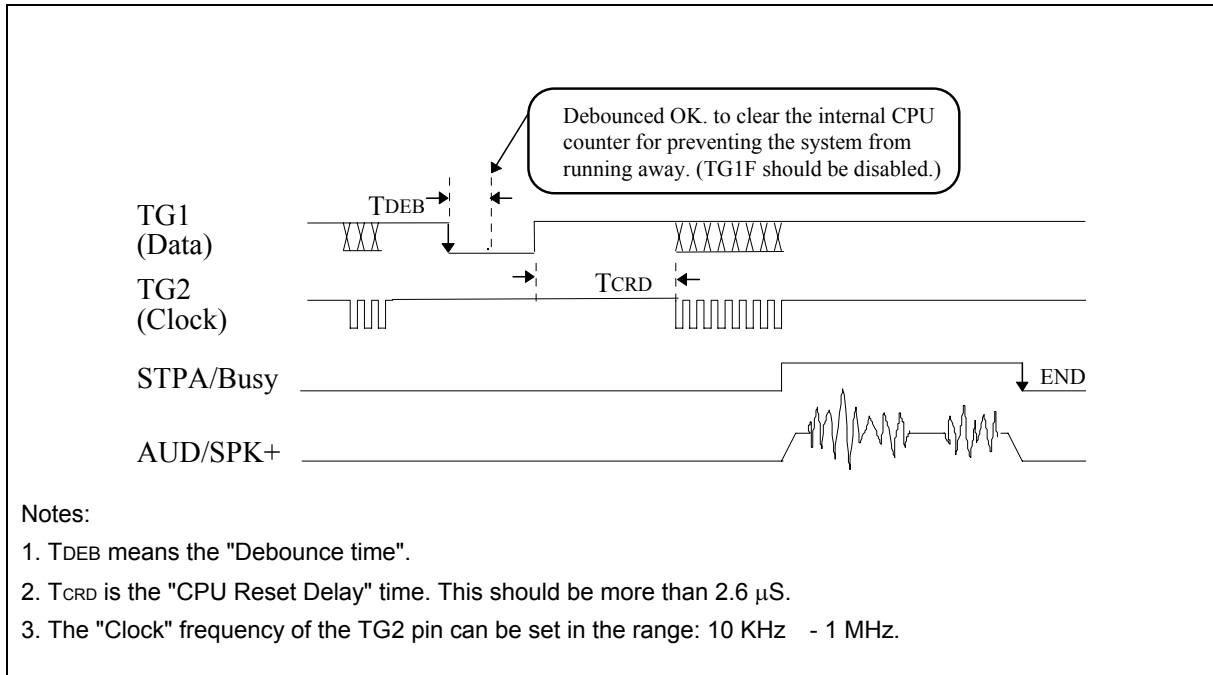 Debounced OK. to clear the internal CPU
counter for preventing the system from
running away. (TG1F should be disabled.)
TDEB
TG1
(Data)
TCRD
TG2
(Clock)
STPA/Busy
END
AUD/SPK+
Notes:
1. TDEB means the "Debounce time".
2. TCRD is the "CPU Reset Delay" time. This should be more than 2.6 μS.
3. The "Clock" frequency of the TG2 pin can be set in the range: 10 KHz - 1 MHz.